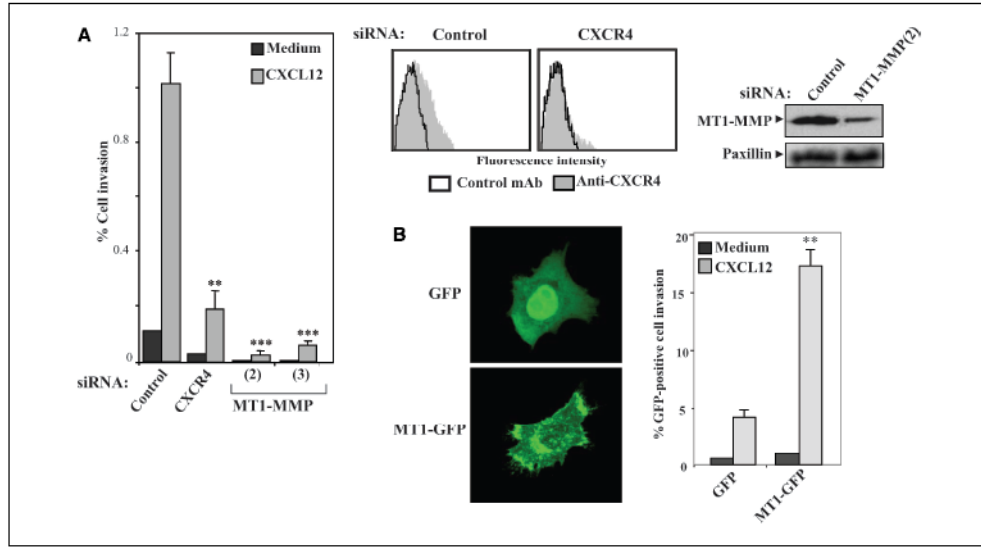 A
1.2
0.8
0.4
0
% Cell invasion
Medium
CXCL12
**
***
***
siRNA:
Control
CXCR4
(2)
(3)
MT1-MMP
siRNA:
Control
CXCR4
Fluorescence intensity
Control mAb
Anti-CXCR4
siRNA:
Control
MT1-MMP(2)
MT1-MMP
Paxillin
B
GFP
MT1-GFP
20
15
10
5
0
% GFP-positive cell invasion
Medium
CXCL12
**
GFP
MT1-GFP